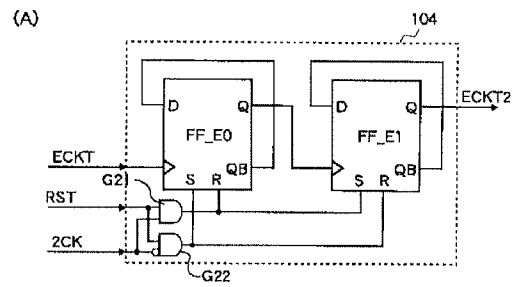 (A)
104
D Q
FF_E0
QB
S R
D Q
FF_E1
QB
S R
ECKT2
ECKT
G21
RST
2CK
G22